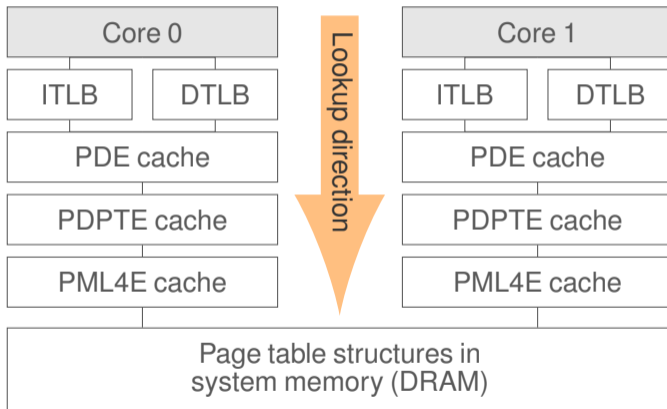 Core 0
ITLB
DTLB
PDE cache
PDPTE cache
PML4E cache
Lookup direction
Core 1
ITLB
DTLB
PDE cache
PDPTE cache
PML4E cache
Page table structures in
system memory (DRAM)